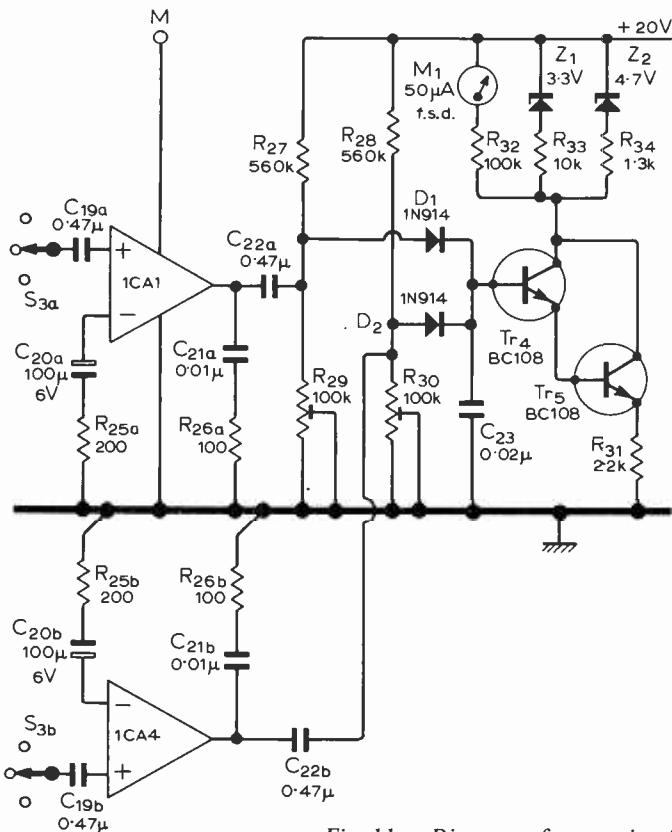 M
+20V
M1
50µA
f.s.d.
Z1
3·3V
Z2
4·7V
R27
560k
R28
560k
R32
100k
R33
10k
R34
1·3k
C19a
0·47µ
+
1CA1
−
S3a
C22a
0·47µ
D1
1N914
1N914
D2
Tr4
BC108
Tr5
BC108
C20a
100µ
6V
C21a
0·01µ
R25a
200
R26a
100
R29
100k
R30
100k
C23
0·02µ
R31
2·2k
R25b
200
R26b
100
C20b
100µ
6V
C21b
0·01µ
−
1CA4
+
S3b
C19b
0·47µ
C22b
0·47µ